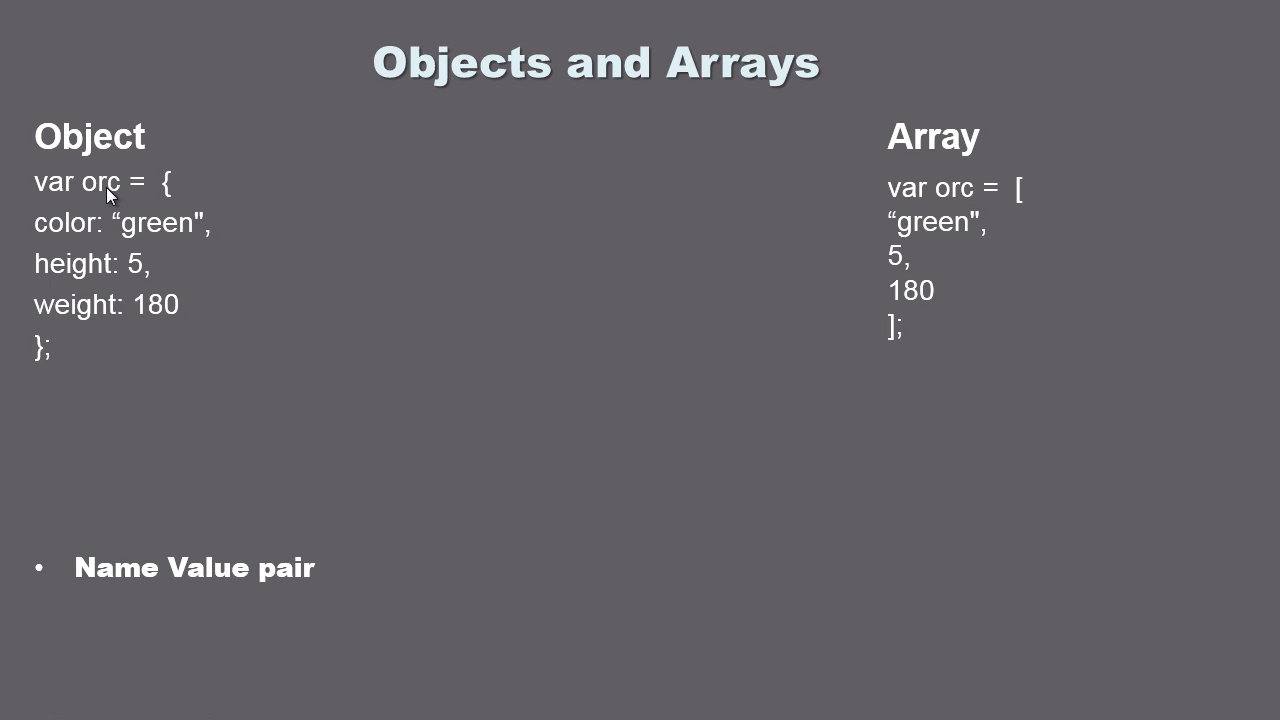 Objects and Arrays
Object
var orc =  {
color: “green",
height: 5,
weight: 180
};
Array
var orc =  [
“green",
5,
180
];
• Name Value pair